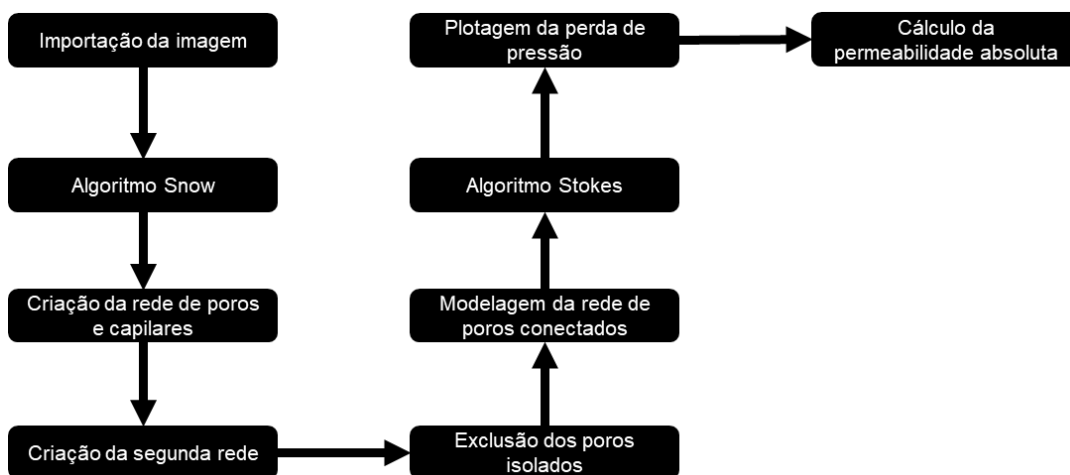 Importação da imagem
Algoritmo Snow
Criação da rede de poros
e capilares
Criação da segunda rede
Exclusão dos poros
isolados
Modelagem da rede de
poros conectados
Algoritmo Stokes
Plotagem da perda de
pressão
Cálculo da
permeabilidade absoluta